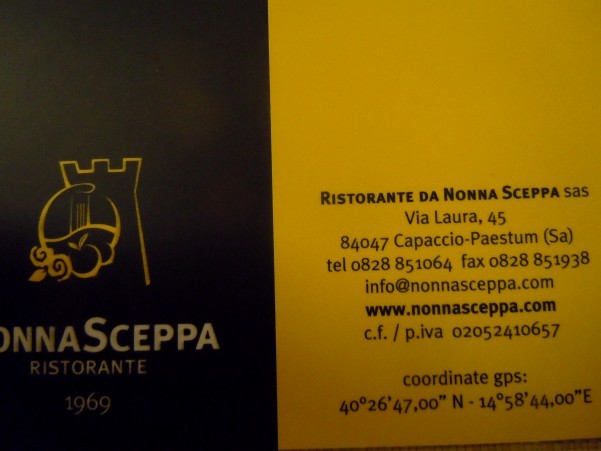 ONNASCEPPA
RISTORANTE
1969
RISTORANTE DA NONNA SCEPPA sas
Via Laura, 45
84047 Capaccio-Paestum (Sa)
tel 0828 851064 fax 0828 851938
info@nonnasceppa.com
www.nonnasceppa.com
c.f. / p.iva 02052410657
coordinate gps:
40°26'47,00" N - 14°58'44,00"E